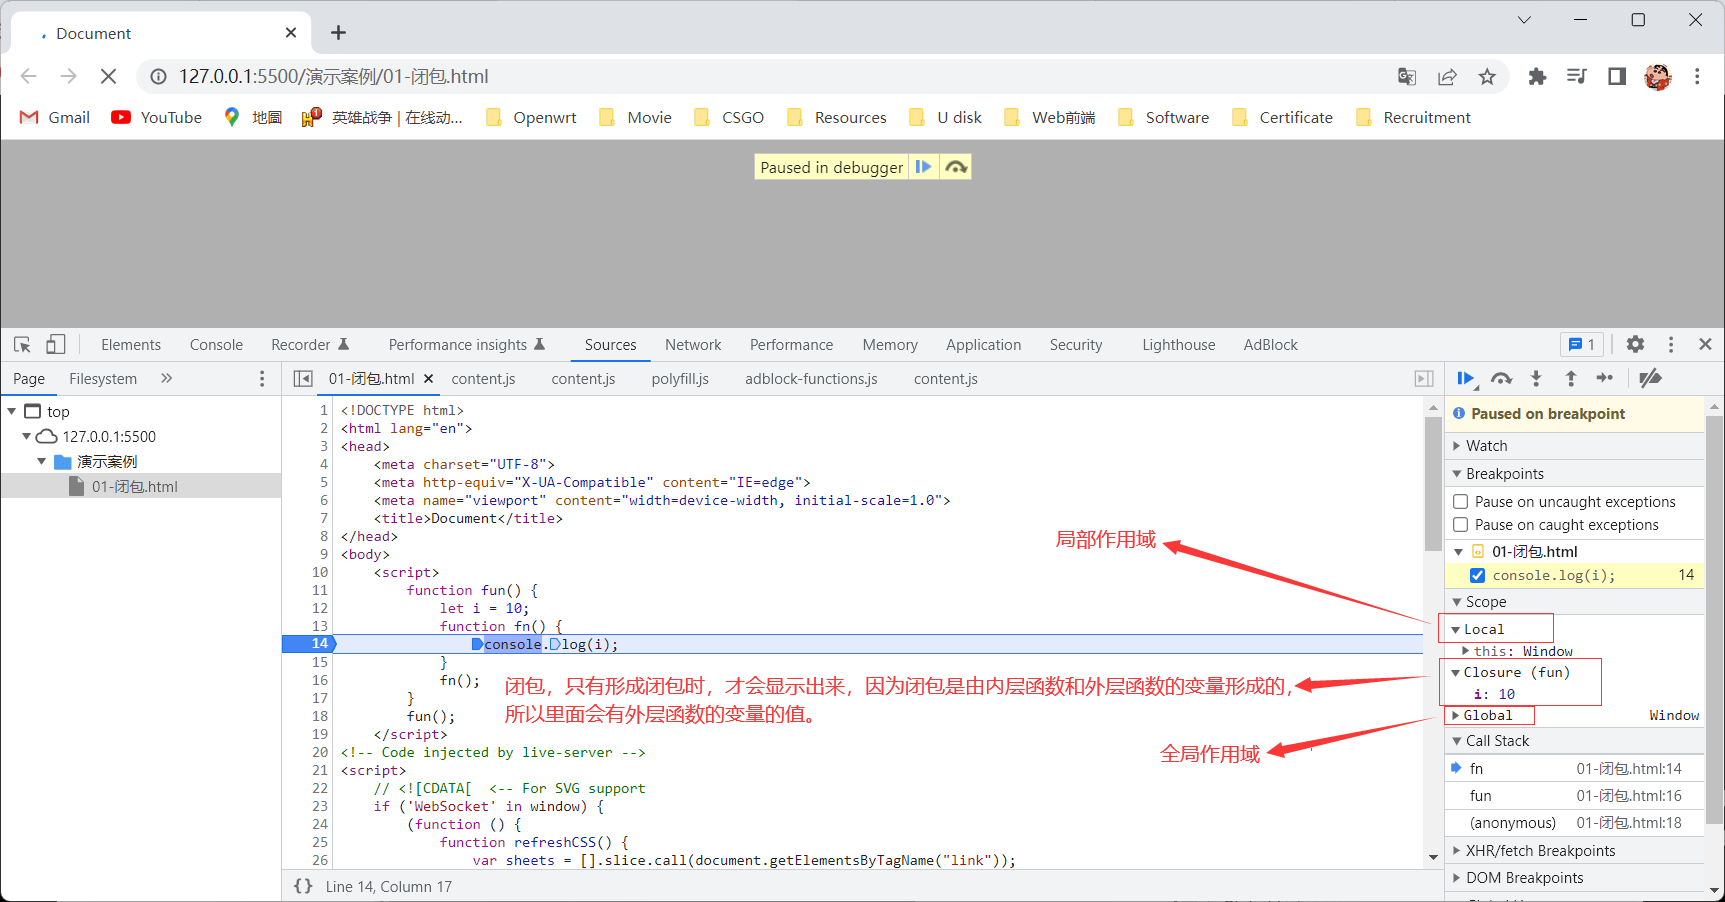 Document
127.0.0.1:5500/演示案例/01-闭包.html
Gmail YouTube 地圖 英雄战争 | 在线动... Openwrt Movie CSGO Resources U disk Web前端 Software Certificate Recruitment
Paused in debugger
Elements Console Recorder Performance insights Sources Network Performance Memory Application Security Lighthouse AdBlock 1
Page Filesystem
01-闭包.html content.js content.js polyfill.js adblock-functions.js content.js
top
127.0.0.1:5500
演示案例
01-闭包.html
1 <!DOCTYPE html>
2 <html lang="en">
3 <head>
4 <meta charset="UTF-8">
5 <meta http-equiv="X-UA-Compatible" content="IE=edge">
6 <meta name="viewport" content="width=device-width, initial-scale=1.0">
7 <title>Document</title>
8 </head>
9 <body>
10 <script>
11 function fun() {
12 let i = 10;
13 function fn() {
14 console.log(i);
15 }
16 fn();
17 }
18 fun();
19 </script>
20 <!-- Code injected by live-server -->
21 <script>
22 // <![CDATA[ <-- For SVG support
23 if ('WebSocket' in window) {
24 (function () {
25 function refreshCSS() {
26 var sheets = [].slice.call(document.getElementsByTagName("link"));
局部作用域
闭包，只有形成闭包时，才会显示出来，因为闭包是由内层函数和外层函数的变量形成的，
所以里面会有外层函数的变量的值。
全局作用域
{} Line 14, Column 17
Paused on breakpoint
Watch
Breakpoints
Pause on uncaught exceptions
Pause on caught exceptions
01-闭包.html
console.log(i); 14
Scope
Local
this: Window
Closure (fun)
i: 10
Global Window
Call Stack
fn 01-闭包.html:14
fun 01-闭包.html:16
(anonymous) 01-闭包.html:18
XHR/fetch Breakpoints
DOM Breakpoints